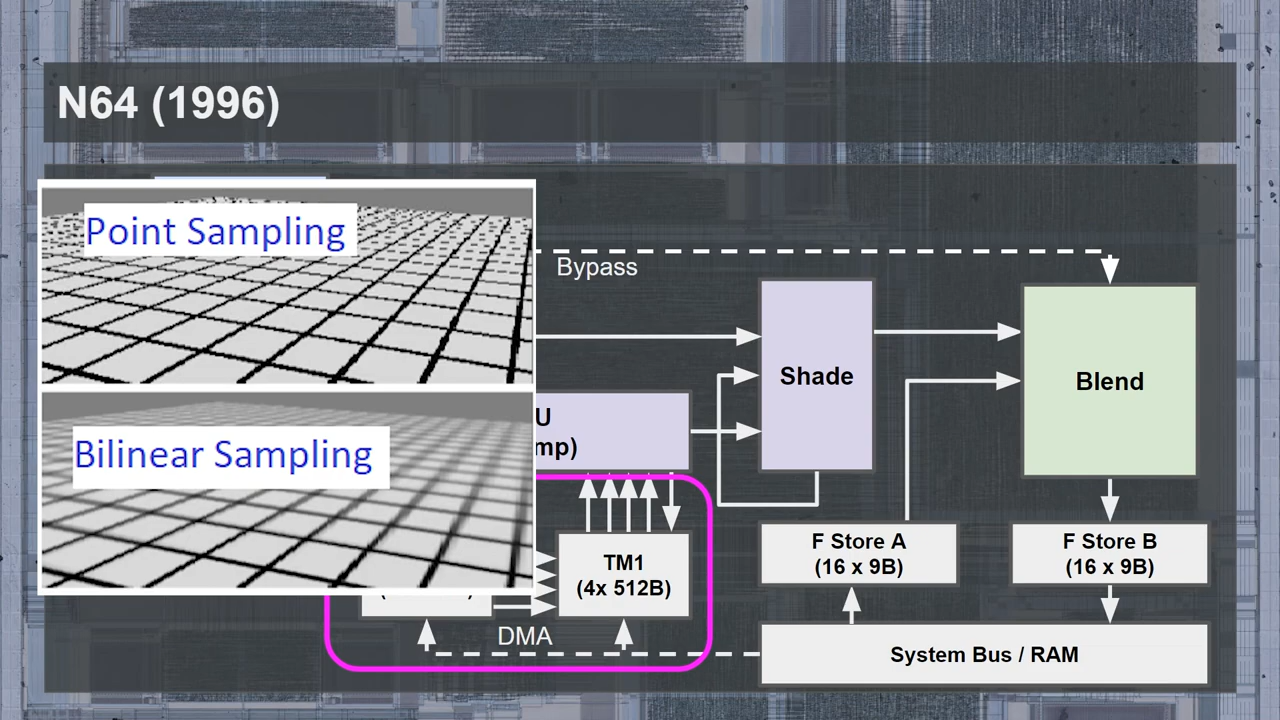 N64 (1996)
Point Sampling
Bypass
Shade
Blend
U
mp)
Bilinear Sampling
TM1
(4x 512B)
F Store A
(16 x 9B)
F Store B
(16 x 9B)
DMA
System Bus / RAM